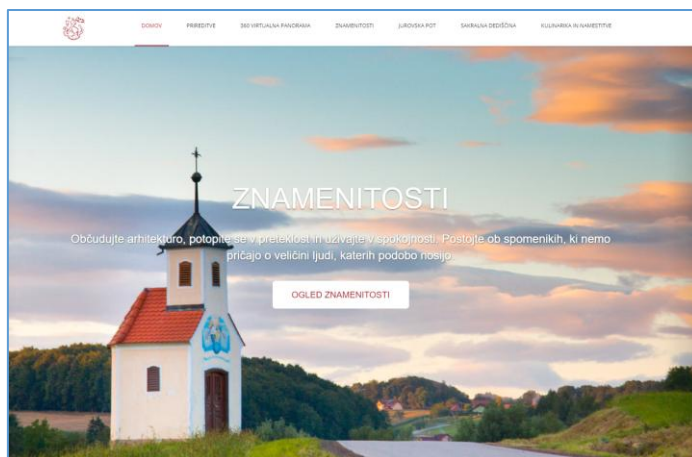 DOMOV PRIREDITVE 360 VIRTUALNA PANORAMA ZNAMENITOSTI JUROVSKA POT SAKRALNA DEDIŠČINA KULINARIKA IN NAMESTITVE
ZNAMENITOSTI
Občudujte arhitekturo, potopite se v preteklost in uživajte v spokojnosti. Postojte ob spomenikih, ki nemo
pričajo o veličini ljudi, katerih podobo nosijo.
OGLED ZNAMENITOSTI